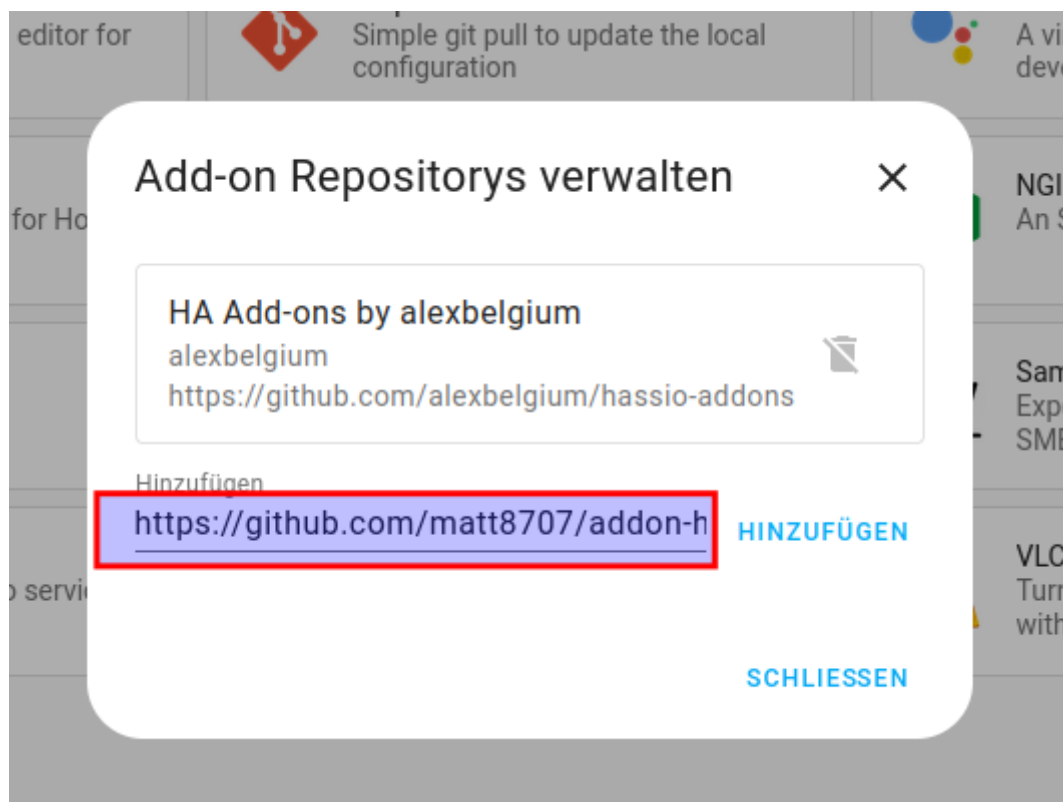 editor for
Simple git pull to update the local
configuration
A vi
deve
Add-on Repositorys verwalten
for Ho
NGI
An S
HA Add-ons by alexbelgium
alexbelgium
https://github.com/alexbelgium/hassio-addons
Sam
Exp
SME
Hinzufügen
https://github.com/matt8707/addon-h
HINZUFÜGEN
servi
VLC
Turn
with
SCHLIESSEN